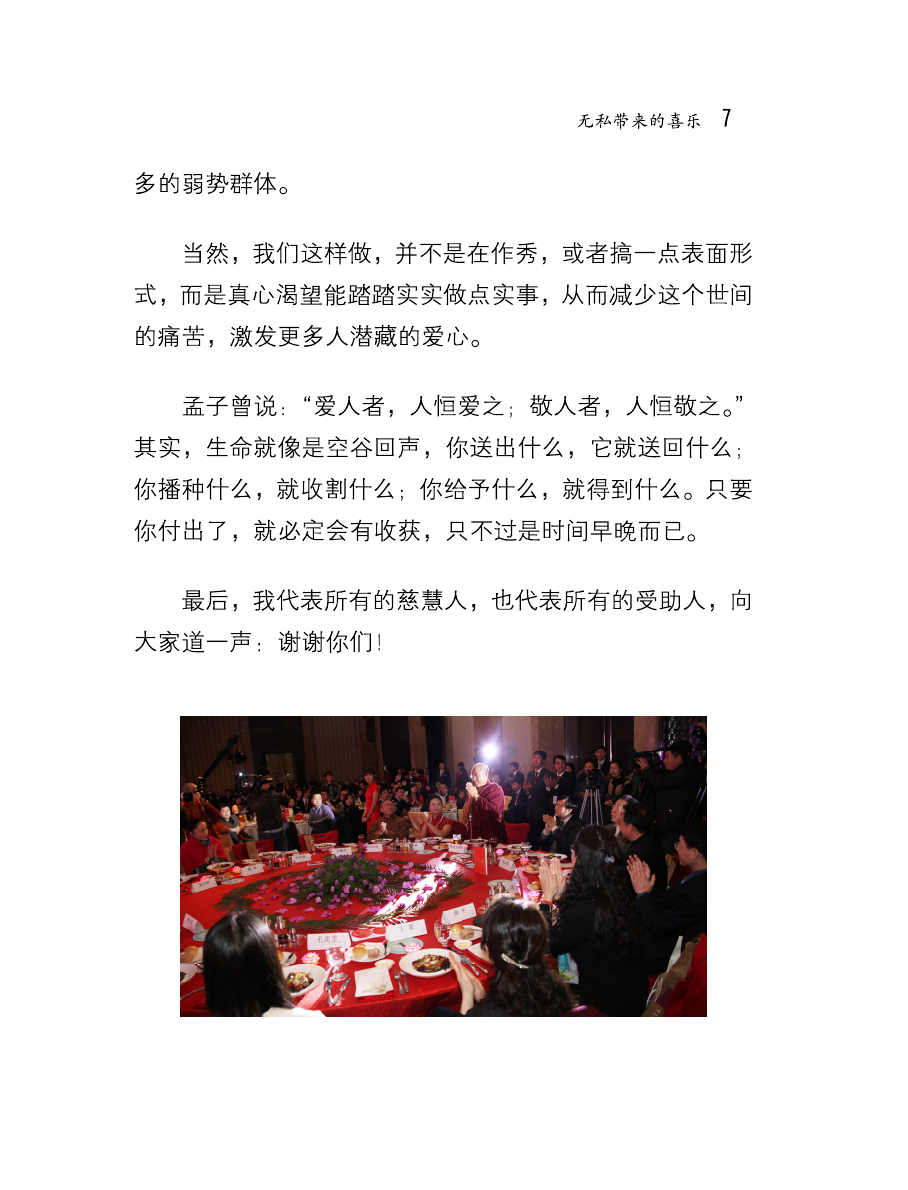 无私带来的喜乐 7
多的弱势群体。
当然，我们这样做，并不是在作秀，或者搞一点表面形
式，而是真心渴望能踏踏实实做点实事，从而减少这个世间
的痛苦，激发更多人潜藏的爱心。
孟子曾说：“爱人者，人恒爱之；敬人者，人恒敬之。”
其实，生命就像是空谷回声，你送出什么，它就送回什么；
你播种什么，就收割什么；你给予什么，就得到什么。只要
你付出了，就必定会有收获，只不过是时间早晚而已。
最后，我代表所有的慈慧人，也代表所有的受助人，向
大家道一声：谢谢你们！